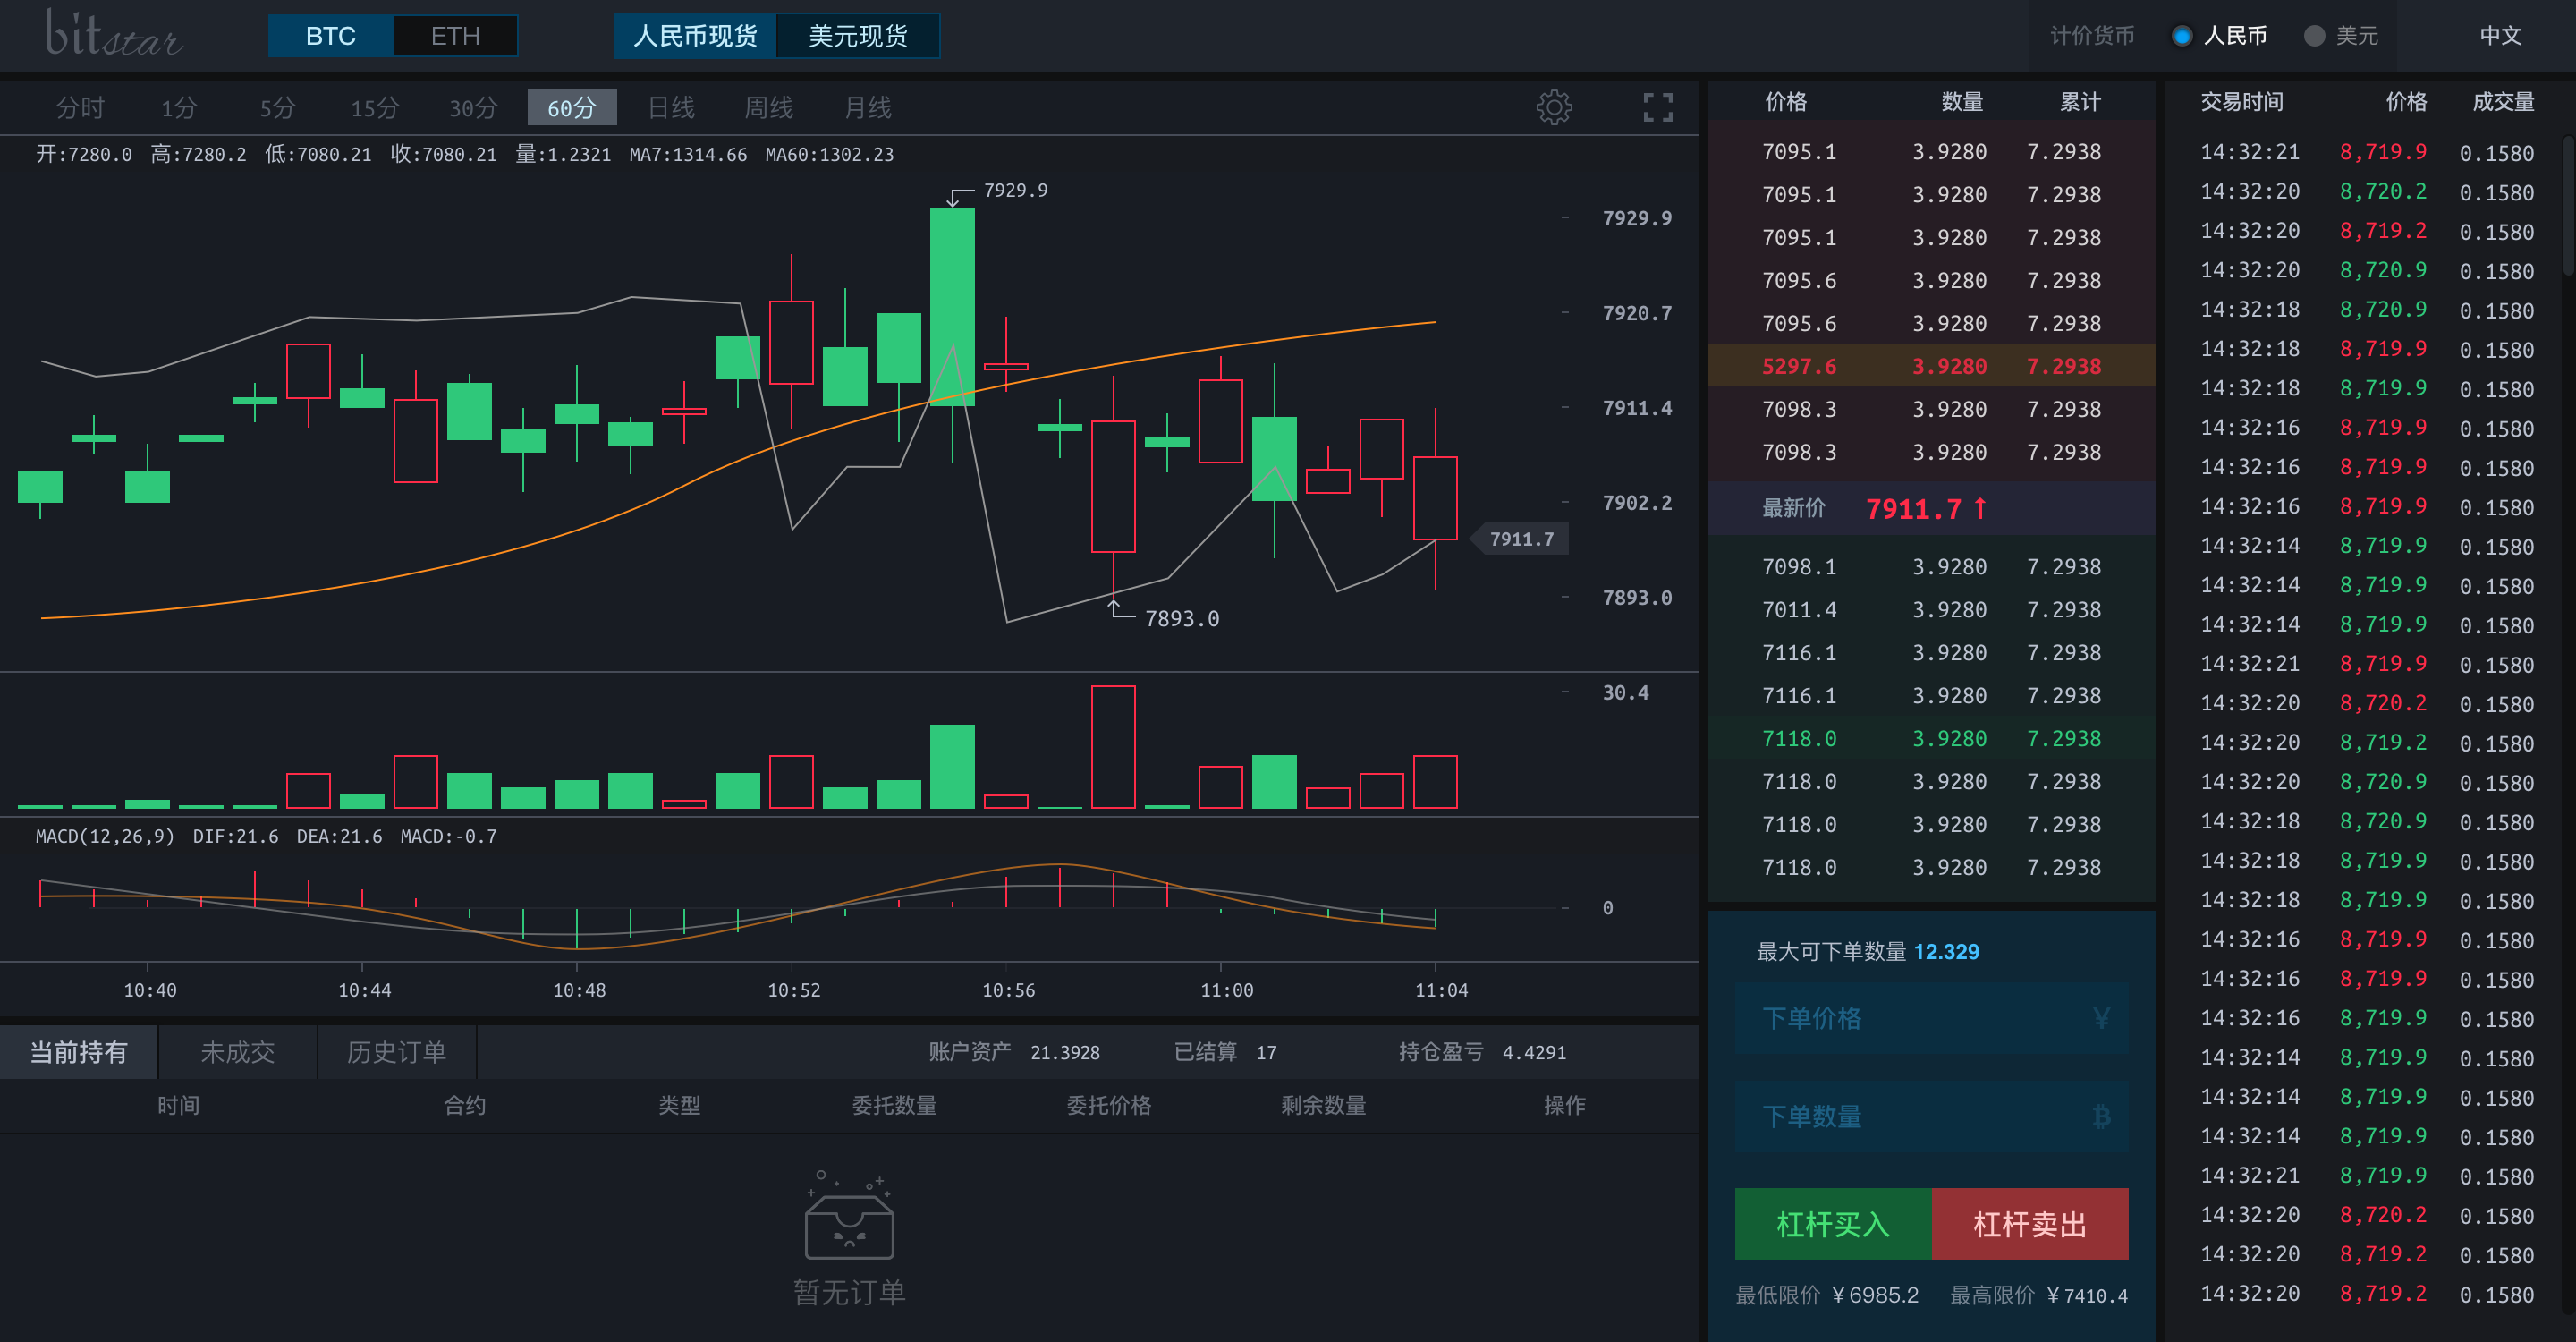 bitstar BTC ETH 人民币现货 美元现货 计价货币 人民币 美元 中文
分时 1分 5分 15分 30分 60分 日线 周线 月线
开:7280.0 高:7280.2 低:7080.21 收:7080.21 量:1.2321 MA7:1314.66 MA60:1302.23
7929.9
7929.9
7920.7
7911.4
7902.2
7911.7
7893.0
7893.0
30.4
MACD(12,26,9) DIF:21.6 DEA:21.6 MACD:-0.7
0
10:40 10:44 10:48 10:52 10:56 11:00 11:04
当前持有 未成交 历史订单 账户资产 21.3928 已结算 17 持仓盈亏 4.4291
时间 合约 类型 委托数量 委托价格 剩余数量 操作
暂无订单
价格 数量 累计
7095.1 3.9280 7.2938
7095.1 3.9280 7.2938
7095.1 3.9280 7.2938
7095.6 3.9280 7.2938
7095.6 3.9280 7.2938
5297.6 3.9280 7.2938
7098.3 3.9280 7.2938
7098.3 3.9280 7.2938
最新价 7911.7 ↑
7098.1 3.9280 7.2938
7011.4 3.9280 7.2938
7116.1 3.9280 7.2938
7116.1 3.9280 7.2938
7118.0 3.9280 7.2938
7118.0 3.9280 7.2938
7118.0 3.9280 7.2938
7118.0 3.9280 7.2938
最大可下单数量 12.329
下单价格 ¥
下单数量 ₿
杠杆买入 杠杆卖出
最低限价 ¥6985.2 最高限价 ¥7410.4
交易时间 价格 成交量
14:32:21 8,719.9 0.1580
14:32:20 8,720.2 0.1580
14:32:20 8,719.2 0.1580
14:32:20 8,720.9 0.1580
14:32:18 8,720.9 0.1580
14:32:18 8,719.9 0.1580
14:32:18 8,719.9 0.1580
14:32:16 8,719.9 0.1580
14:32:16 8,719.9 0.1580
14:32:16 8,719.9 0.1580
14:32:14 8,719.9 0.1580
14:32:14 8,719.9 0.1580
14:32:14 8,719.9 0.1580
14:32:21 8,719.9 0.1580
14:32:20 8,720.2 0.1580
14:32:20 8,719.2 0.1580
14:32:20 8,720.9 0.1580
14:32:18 8,720.9 0.1580
14:32:18 8,719.9 0.1580
14:32:18 8,719.9 0.1580
14:32:16 8,719.9 0.1580
14:32:16 8,719.9 0.1580
14:32:16 8,719.9 0.1580
14:32:14 8,719.9 0.1580
14:32:14 8,719.9 0.1580
14:32:14 8,719.9 0.1580
14:32:21 8,719.9 0.1580
14:32:20 8,720.2 0.1580
14:32:20 8,719.2 0.1580
14:32:20 8,719.2 0.1580